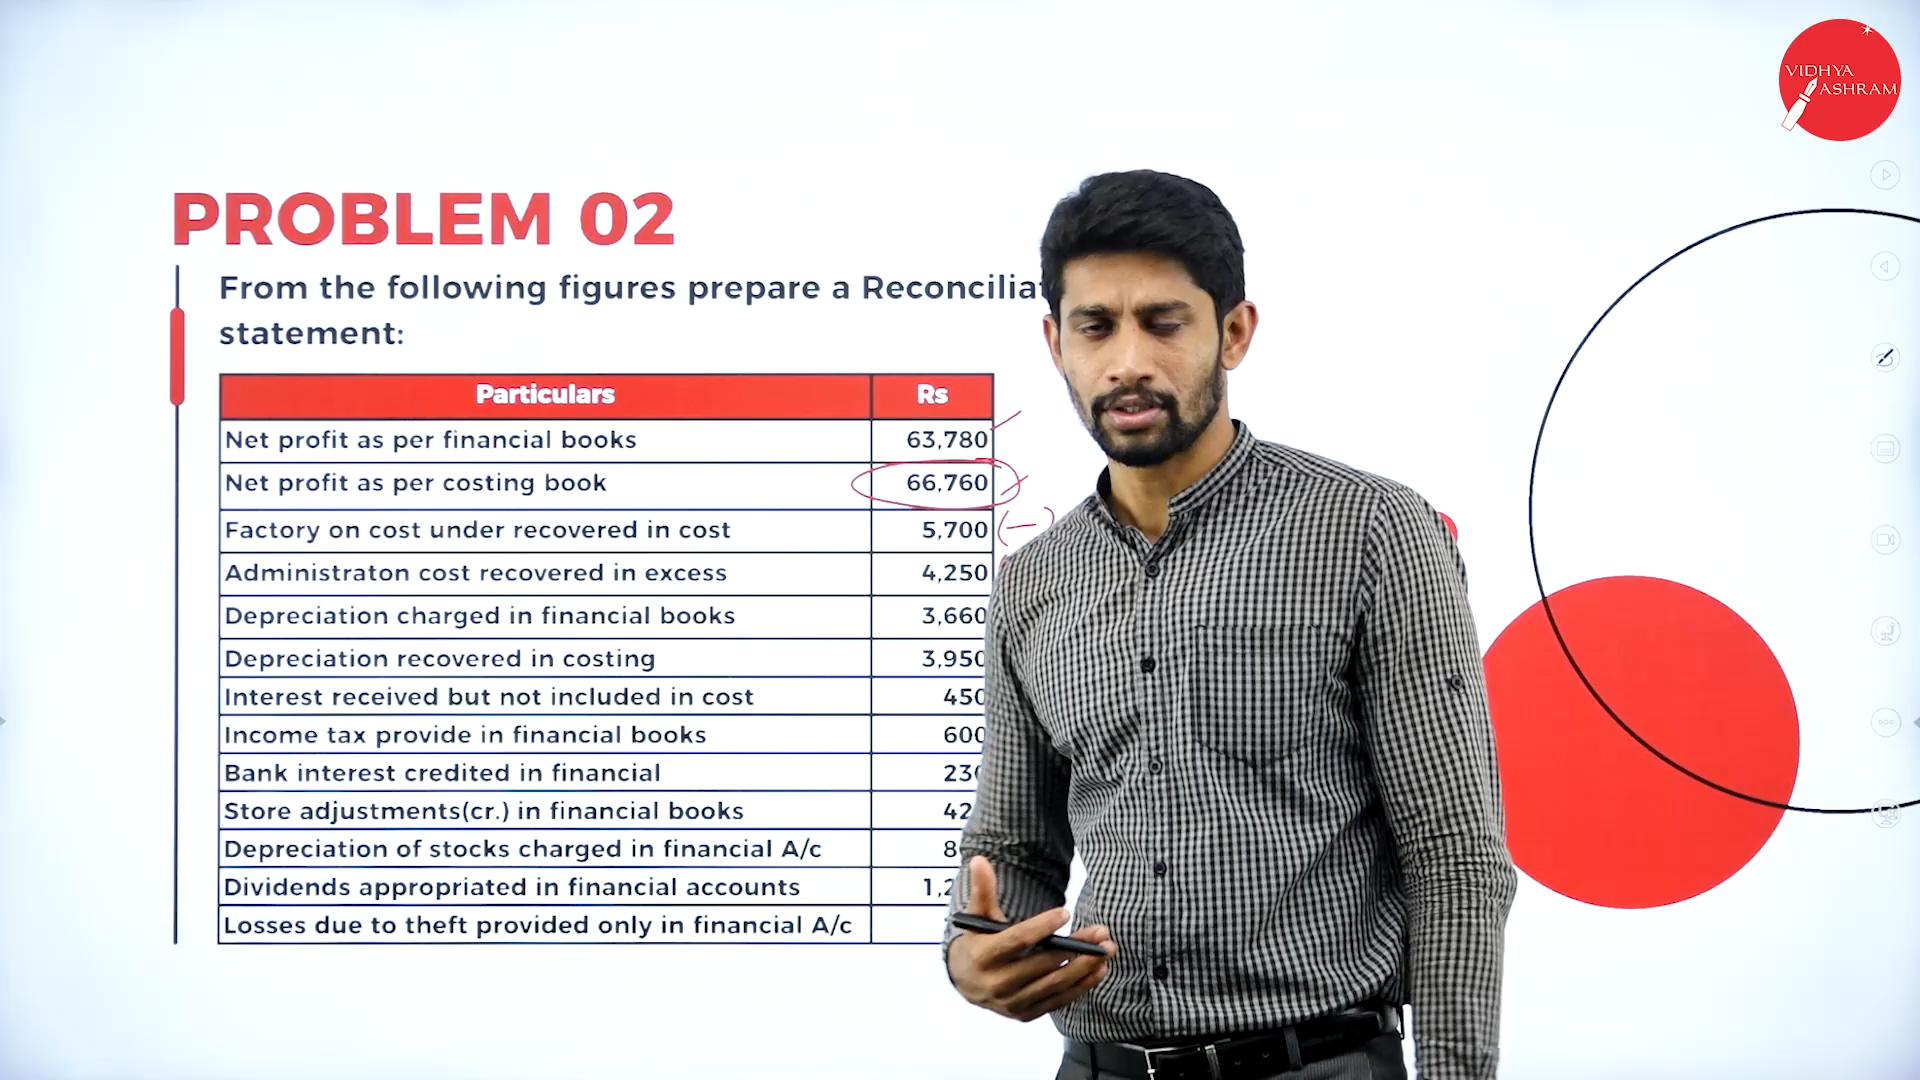 VIDHYA
ASHRAM
PROBLEM 02
From the following figures prepare a
statement:
Particulars Rs
Net profit as per financial books 63,780
Net profit as per costing book 66,760
Factory on cost under recovered in cost 5,700 (—)
Administraton cost recovered in excess 4,250
Depreciation charged in financial books 3,660
Depreciation recovered in costing 3,950
Interest received but not included in cost 450
Income tax provide in financial books 600
Bank interest credited in financial
Store adjustments(cr.) in financial books
Depreciation of stocks charged in financial A/c
Dividends appropriated in financial accounts
Losses due to theft provided only in financial A/c